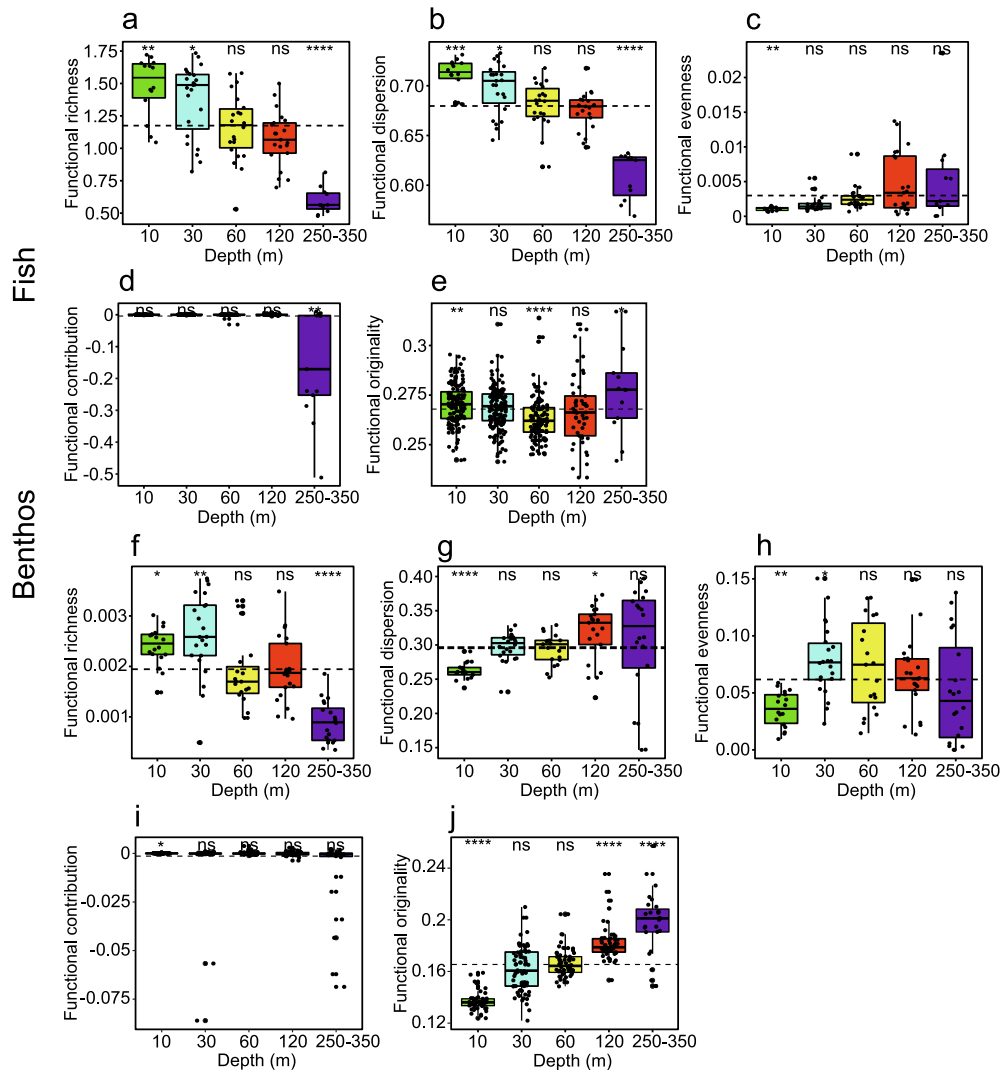 Fish
a
** * ns ns ****
Functional richness
1.75
1.50
1.25
1.00
0.75
0.50
10 30 60 120 250-350
Depth (m)
b
*** * ns ns ****
Functional dispersion
0.70
0.65
0.60
10 30 60 120 250-350
Depth (m)
c
** ns ns ns ns
Functional evenness
0.02
0.015
0.01
0.005
0
10 30 60 120 250-350
Depth (m)
d
ns ns ns ns **
Functional contribution
0
-0.1
-0.2
-0.3
-0.4
-0.5
10 30 60 120 250-350
Depth (m)
e
** ns **** ns *
Functional originality
0.3
0.275
0.25
10 30 60 120 250-350
Depth (m)
Benthos
f
* ** ns ns ****
Functional richness
0.003
0.002
0.001
10 30 60 120 250-350
Depth (m)
g
**** ns ns * ns
Functional dispersion
0.40
0.35
0.30
0.25
0.20
0.15
10 30 60 120 250-350
Depth (m)
h
** * ns ns ns
Functional evenness
0.15
0.10
0.05
0.00
10 30 60 120 250-350
Depth (m)
i
* ns ns ns ns
Functional contribution
0
-0.025
-0.05
-0.075
10 30 60 120 250-350
Depth (m)
j
**** ns ns **** ****
Functional originality
0.24
0.2
0.16
0.12
10 30 60 120 250-350
Depth (m)